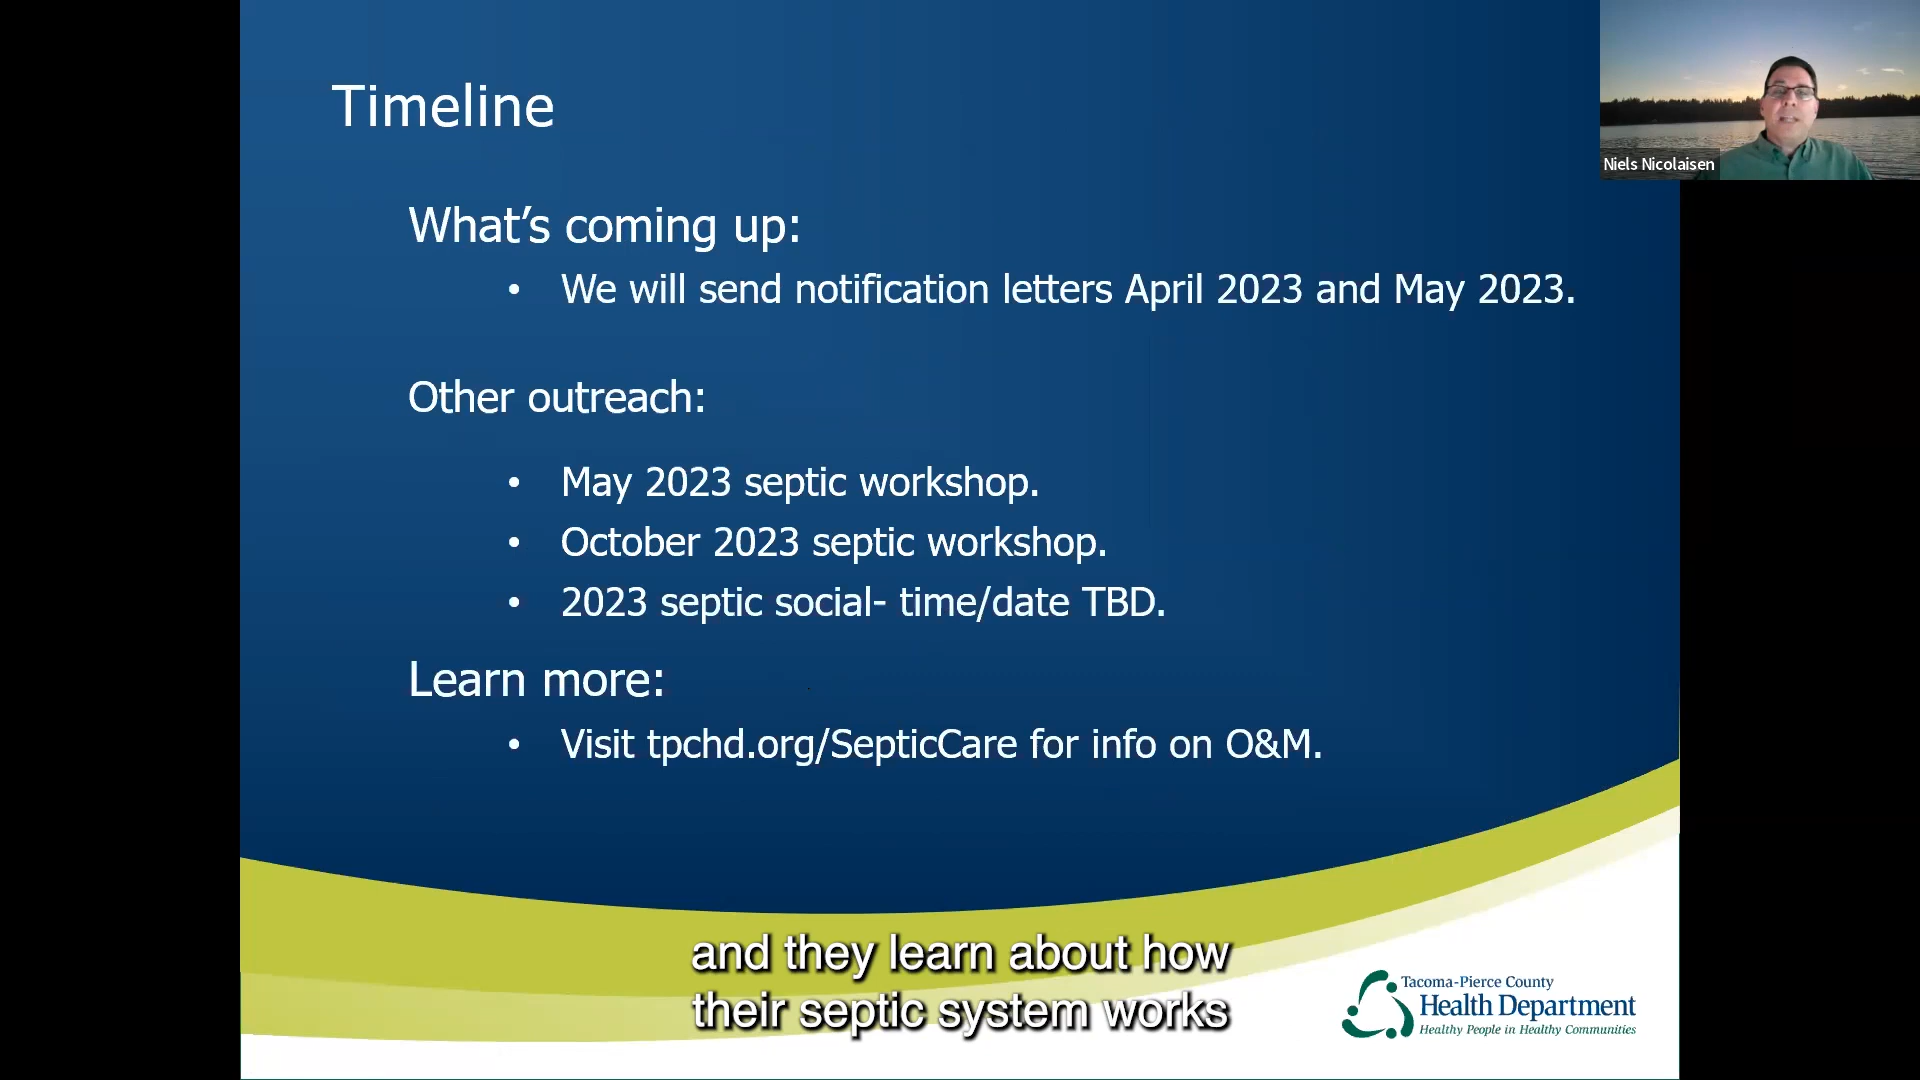 Timeline
Niels Nicolaisen
What’s coming up:
• We will send notification letters April 2023 and May 2023.
Other outreach:
• May 2023 septic workshop.
• October 2023 septic workshop.
• 2023 septic social- time/date TBD.
Learn more:
• Visit tpchd.org/SepticCare for info on O&M.
and they learn about how
their septic system works
Tacoma-Pierce County
Health Department
Healthy People in Healthy Communities